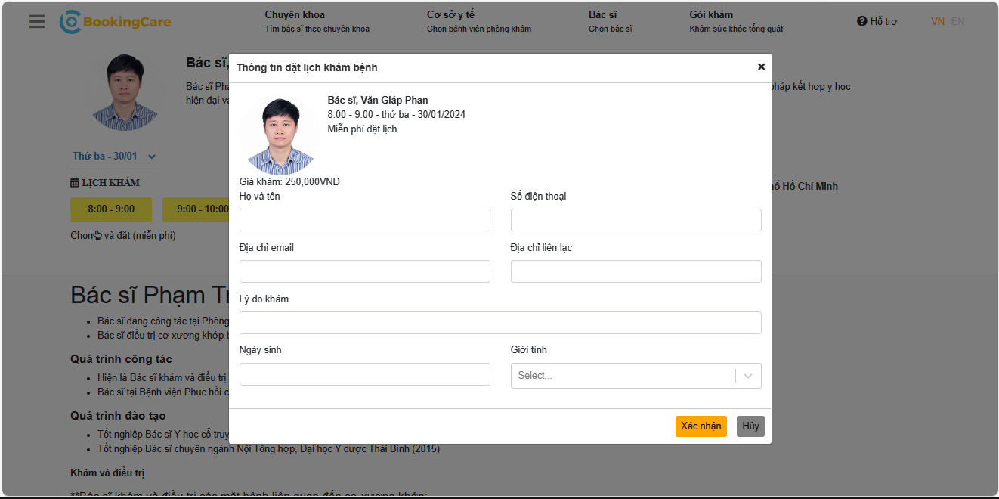 BookingCare
Chuyên khoa
Tìm bác sĩ theo chuyên khoa
Cơ sở y tế
Chọn bệnh viện phòng khám
Bác sĩ
Chọn bác sĩ
Gói khám
Khám sức khỏe tổng quát
Hỗ trợ
VN EN
Bác sĩ,
Bác sĩ
hiện đại
pháp kết hợp y học
Thứ ba - 30/01
LỊCH KHÁM
8:00 - 9:00
9:00 - 10:00
Chọn và đặt (miễn phí)
Hồ Chí Minh
Thông tin đặt lịch khám bệnh
×
Bác sĩ, Văn Giáp Phan
8:00 - 9:00 - thứ ba - 30/01/2024
Miễn phí đặt lịch
Giá khám: 250,000VND
Họ và tên
Số điện thoại
Địa chỉ email
Địa chỉ liên lạc
Lý do khám
Ngày sinh
Giới tính
Select...
Xác nhận
Hủy
Bác sĩ Phạm
Bác sĩ đang công tác tại Phòng
Bác sĩ điều trị cơ xương khớp
Quá trình công tác
Hiện là Bác sĩ khám và điều trị
Bác sĩ tại Bệnh viện Phục hồi
Quá trình đào tạo
Tốt nghiệp Bác sĩ Y học cổ
Tốt nghiệp Bác sĩ chuyên ngành Nội Tổng hợp, Đại học Y dược Thái Bình (2015)
Khám và điều trị
**Bác sĩ khám và điều trị các mặt bệnh liên quan đến cơ xương khớp: